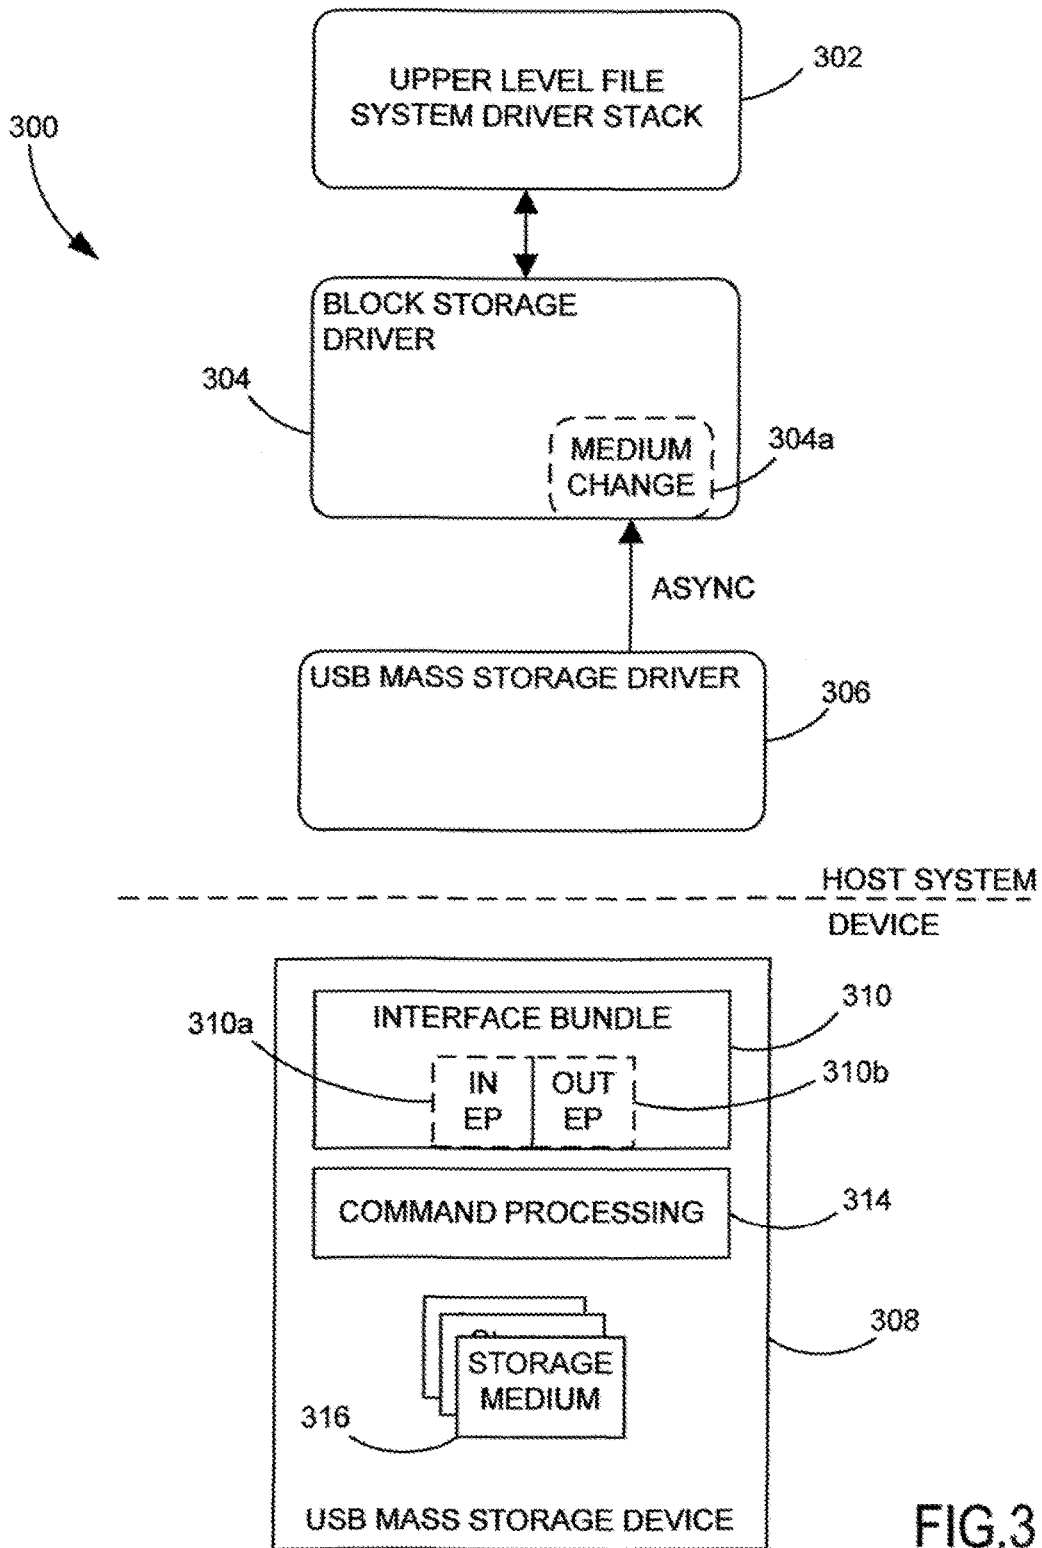 UPPER LEVEL FILE
SYSTEM DRIVER STACK
302
300
BLOCK STORAGE
DRIVER
304
MEDIUM
CHANGE
304a
ASYNC
USB MASS STORAGE DRIVER
306
HOST SYSTEM
DEVICE
INTERFACE BUNDLE
310
310a
IN
EP
OUT
EP
310b
COMMAND PROCESSING
314
308
STORAGE
MEDIUM
316
USB MASS STORAGE DEVICE
FIG.3